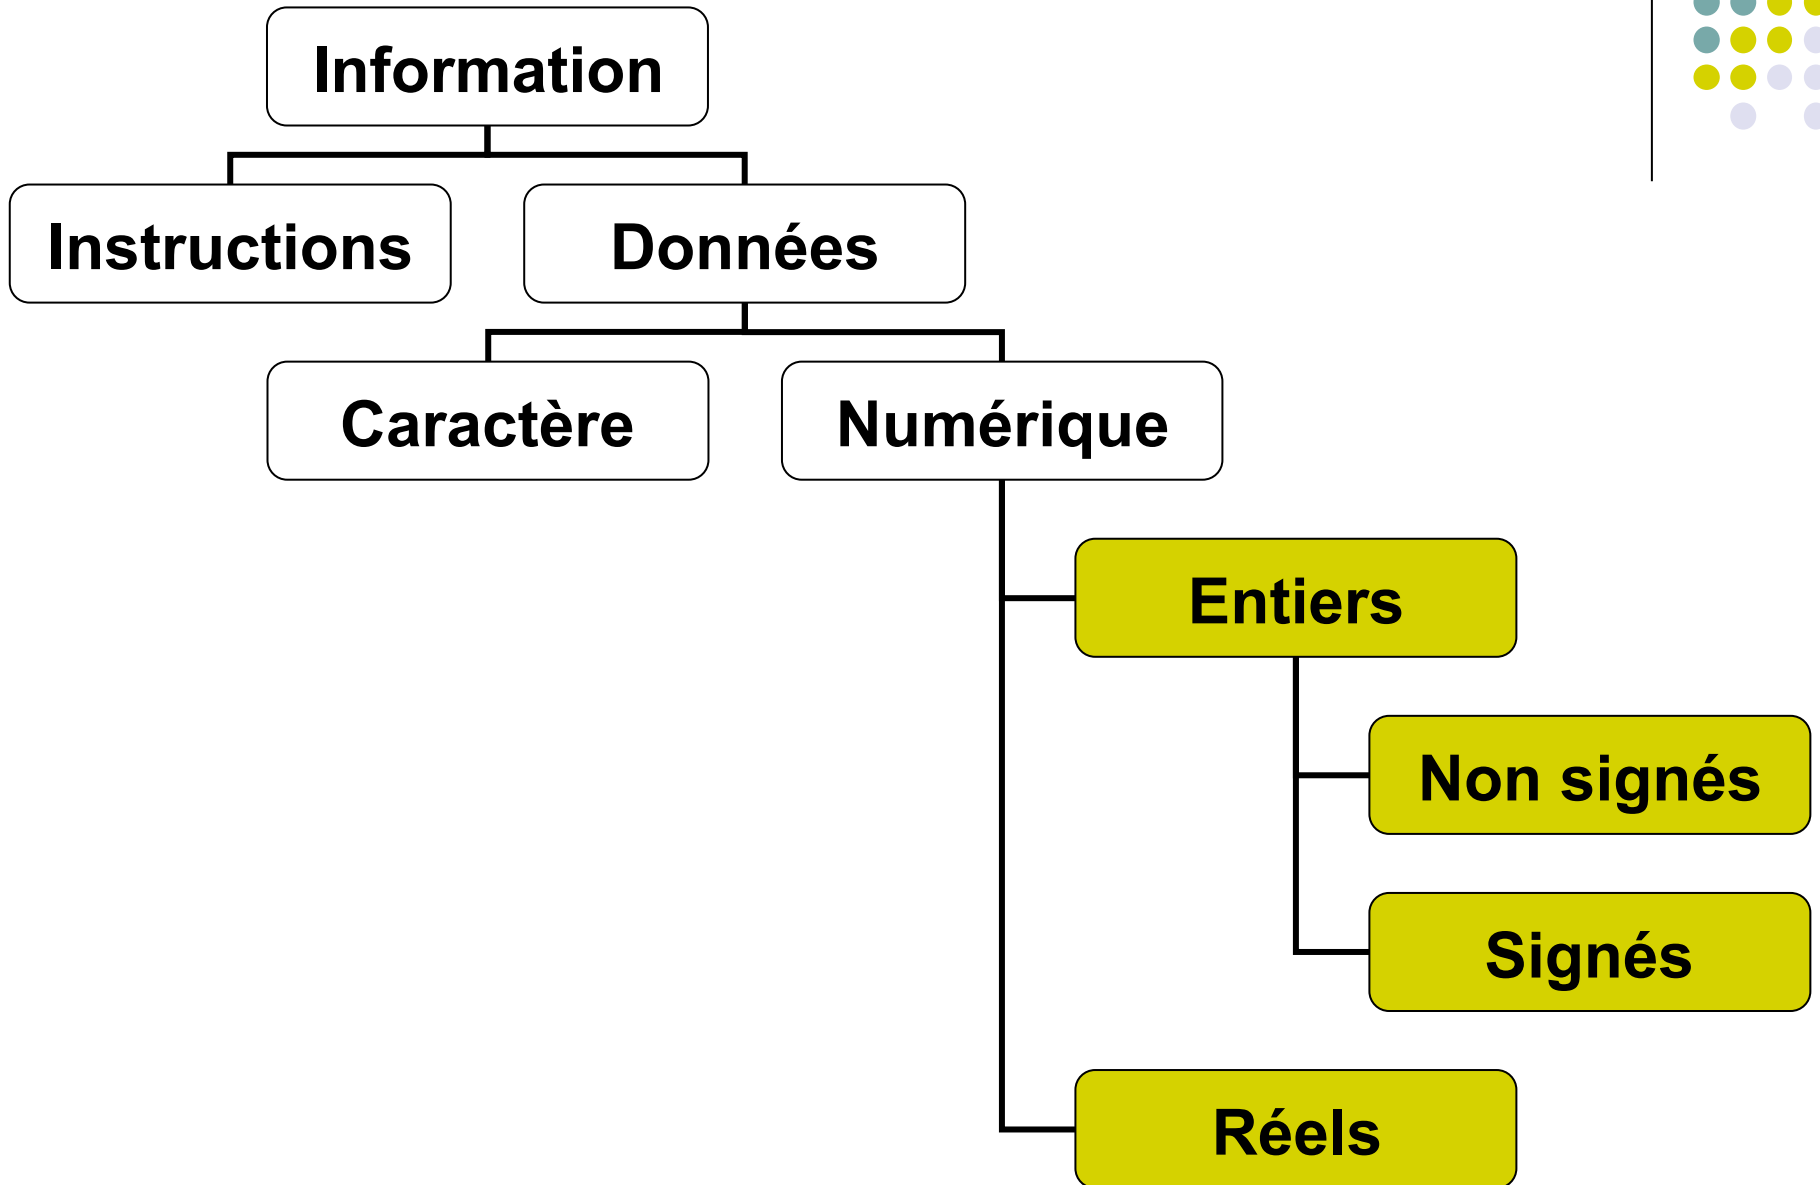 Information
Instructions
Données
Caractère
Numérique
Entiers
Non signés
Signés
Réels